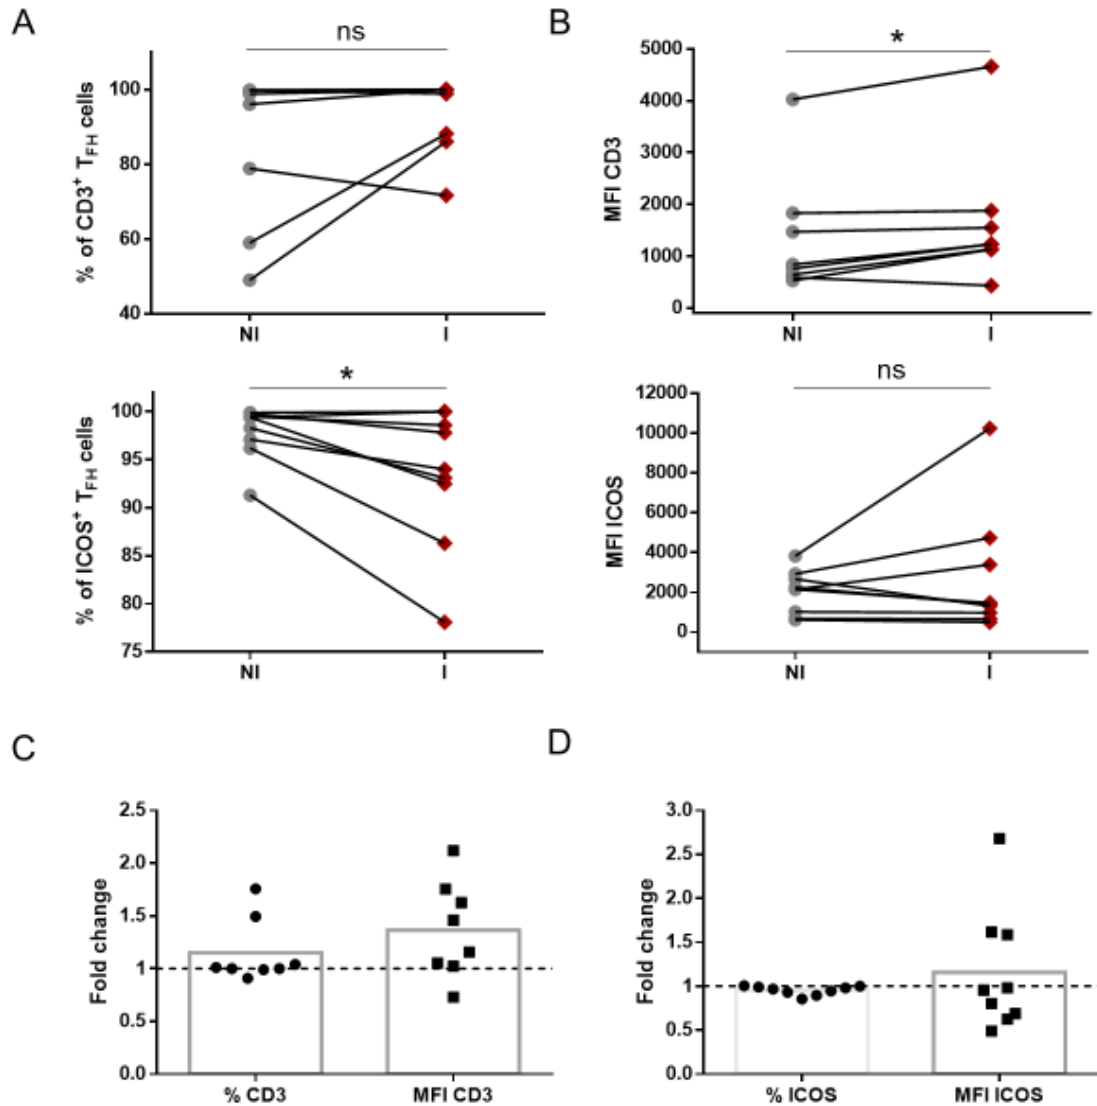 A
ns
% of CD3⁺ T_FH cells
100
80
60
40
NI
I
B
*
MFI CD3
5000
4000
3000
2000
1000
0
NI
I
*
% of ICOS⁺ T_FH cells
100
95
90
85
80
75
NI
I
ns
MFI ICOS
12000
10000
8000
6000
4000
2000
0
NI
I
C
Fold change
2.5
2.0
1.5
1
0.5
0.0
% CD3
MFI CD3
D
Fold change
3.0
2.5
2.0
1.5
1
0.5
0.0
% ICOS
MFI ICOS